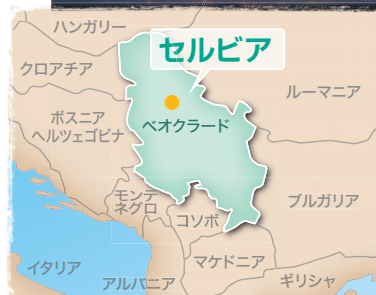 ハンガリー
セルビア
クロアチア
ルーマニア
ボスニア
ヘルツェゴビナ
ベオクラード
モンテ
ネグロ
コソボ
ブルガリア
イタリア
マケドニア
アルバニア
ギリシャ